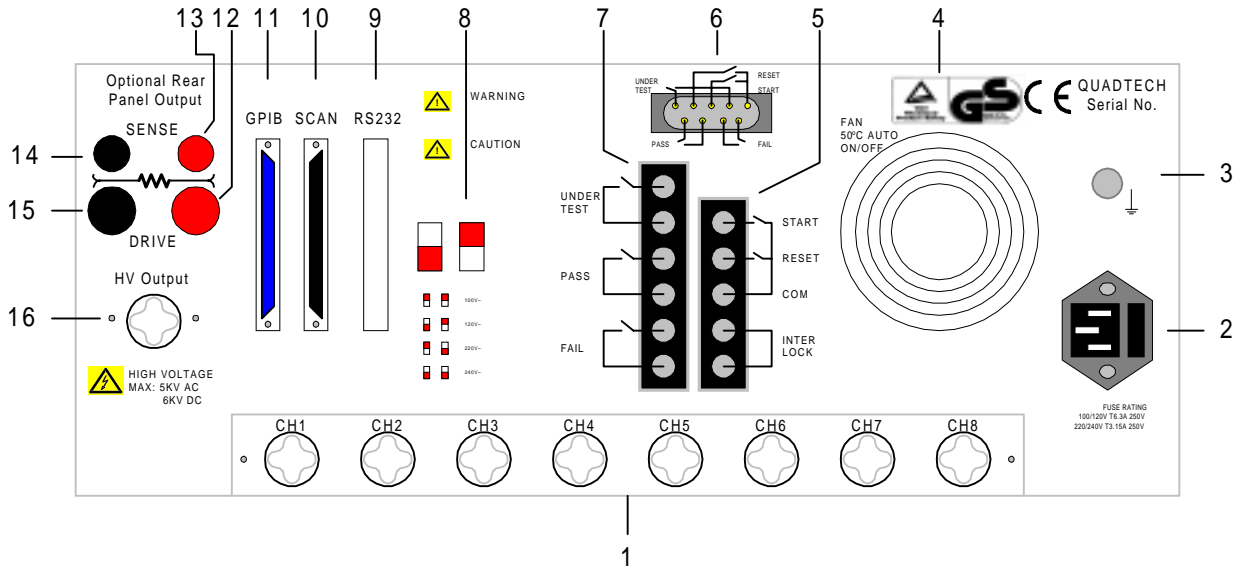 13 12 11 10 9 8 7 6 5 4
Optional Rear
Panel Output
SENSE
14
15
DRIVE
HV Output
16
HIGH VOLTAGE
MAX: 5KV AC
6KV DC
GPIB SCAN RS232
WARNING
CAUTION
100V~
120V~
220V~
240V~
UNDER
TEST
RESET
START
PASS
FAIL
UNDER
TEST
PASS
FAIL
START
RESET
COM
INTER
LOCK
GS
CE
QUADTECH
Serial No.
FAN
50ºC AUTO
ON/OFF
3
2
FUSE RATING
100/120V T6.3A 250V
220/240V T3.15A 250V
CH1 CH2 CH3 CH4 CH5 CH6 CH7 CH8
1